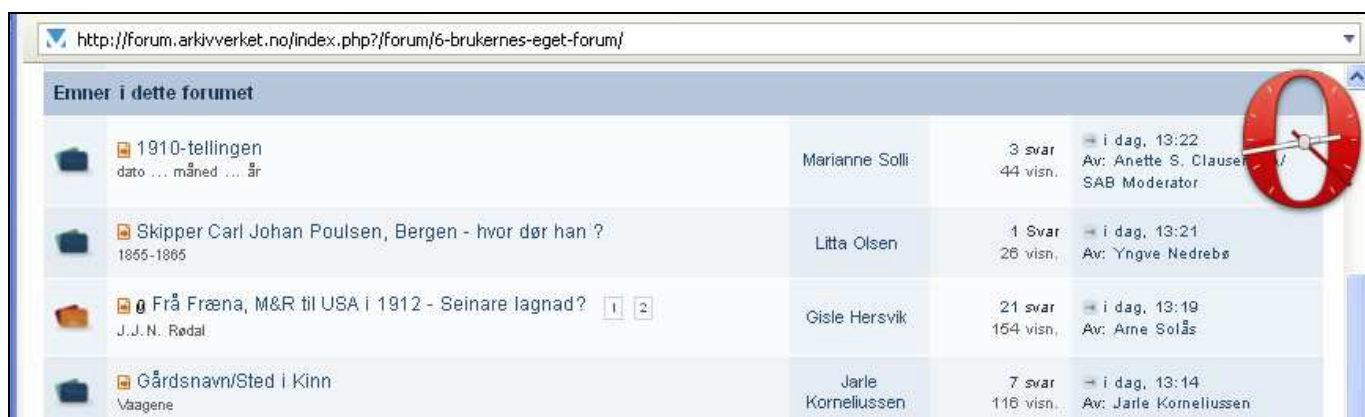 http://forum.arkivverket.no/index.php?/forum/6-brukernes-eget-forum/
Emner i dette forumet
1910-tellingen
dato ... måned ... år
Marianne Solli
3 svar
44 visn.
i dag, 13:22
Av: Anette S. Clausen
SAB Moderator
Skipper Carl Johan Poulsen, Bergen - hvor dør han ?
1855-1865
Litta Olsen
1 Svar
26 visn.
i dag, 13:21
Av: Yngve Nedrebø
Frå Fræna, M&R til USA i 1912 - Seinare lagnad? 1 2
J.J.N. Rødal
Gisle Hersvik
21 svar
154 visn.
i dag, 13:19
Av: Arne Solås
Gårdsnavn/Sted i Kinn
Vaagene
Jarle
Korneliussen
7 svar
116 visn.
i dag, 13:14
Av: Jarle Korneliussen